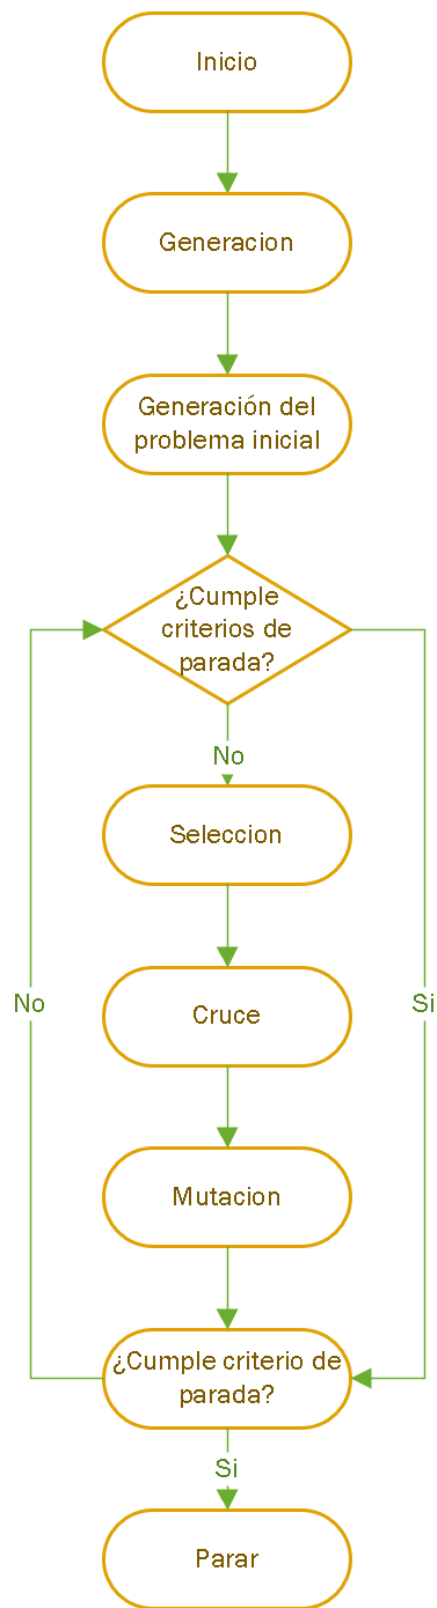 Inicio
Generacion
Generación del
problema inicial
¿Cumple
criterios de
parada?
No
Seleccion
No
Cruce
Si
Mutacion
¿Cumple criterio de
parada?
Si
Parar